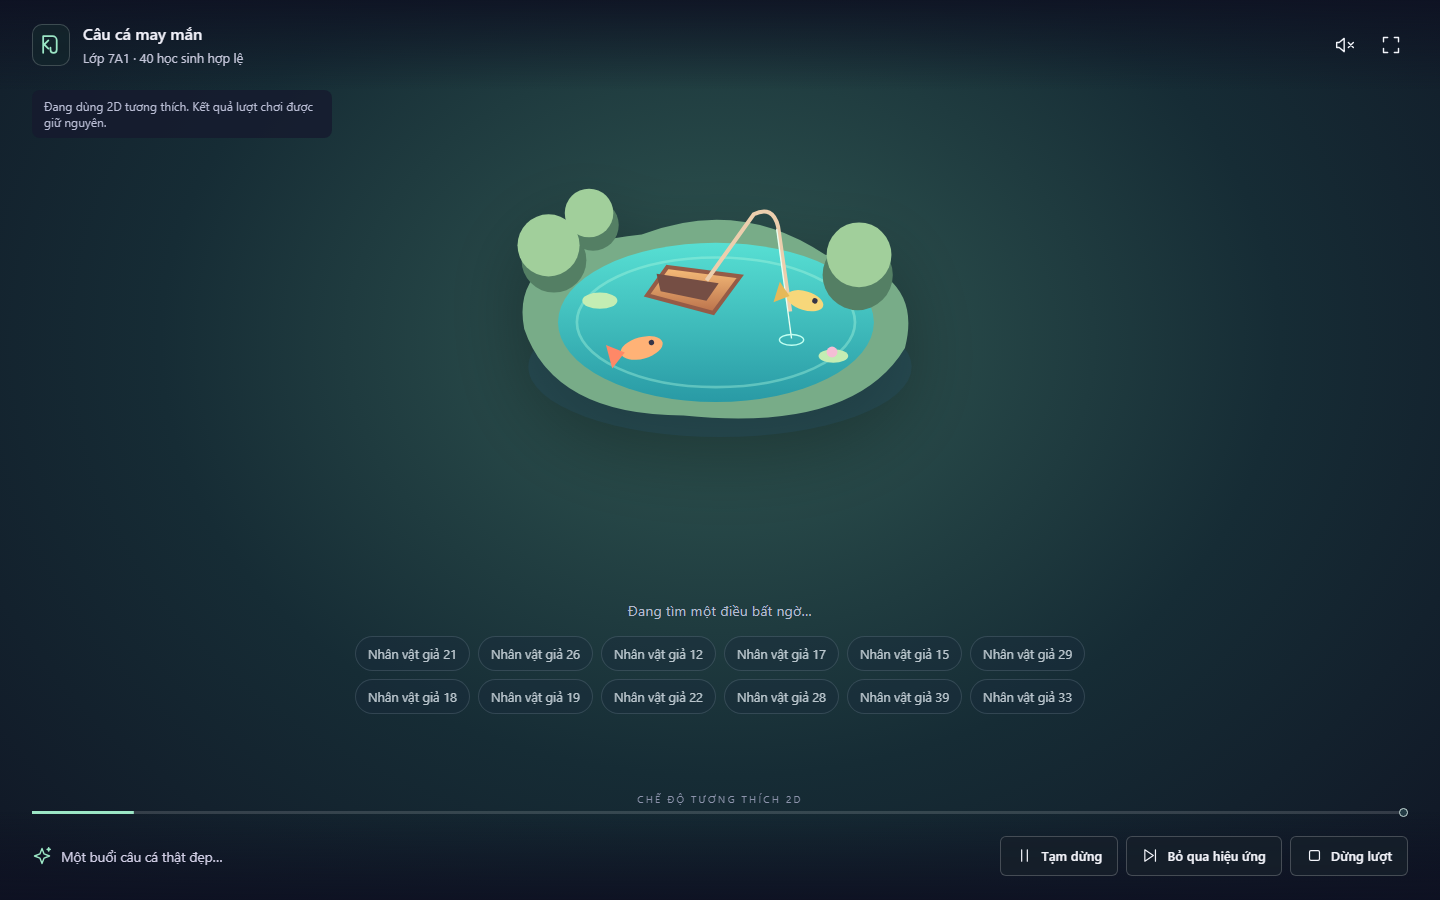 Câu cá may mắn
Lớp 7A1 · 40 học sinh hợp lệ
Đang dùng 2D tương thích. Kết quả lượt chơi được
giữ nguyên.
Đang tìm một điều bất ngờ...
Nhân vật giả 21 Nhân vật giả 26 Nhân vật giả 12 Nhân vật giả 17 Nhân vật giả 15 Nhân vật giả 29
Nhân vật giả 18 Nhân vật giả 19 Nhân vật giả 22 Nhân vật giả 28 Nhân vật giả 39 Nhân vật giả 33
CHẾ ĐỘ TƯƠNG THÍCH 2D
Một buổi câu cá thật đẹp... Tạm dừng Bỏ qua hiệu ứng Dừng lượt